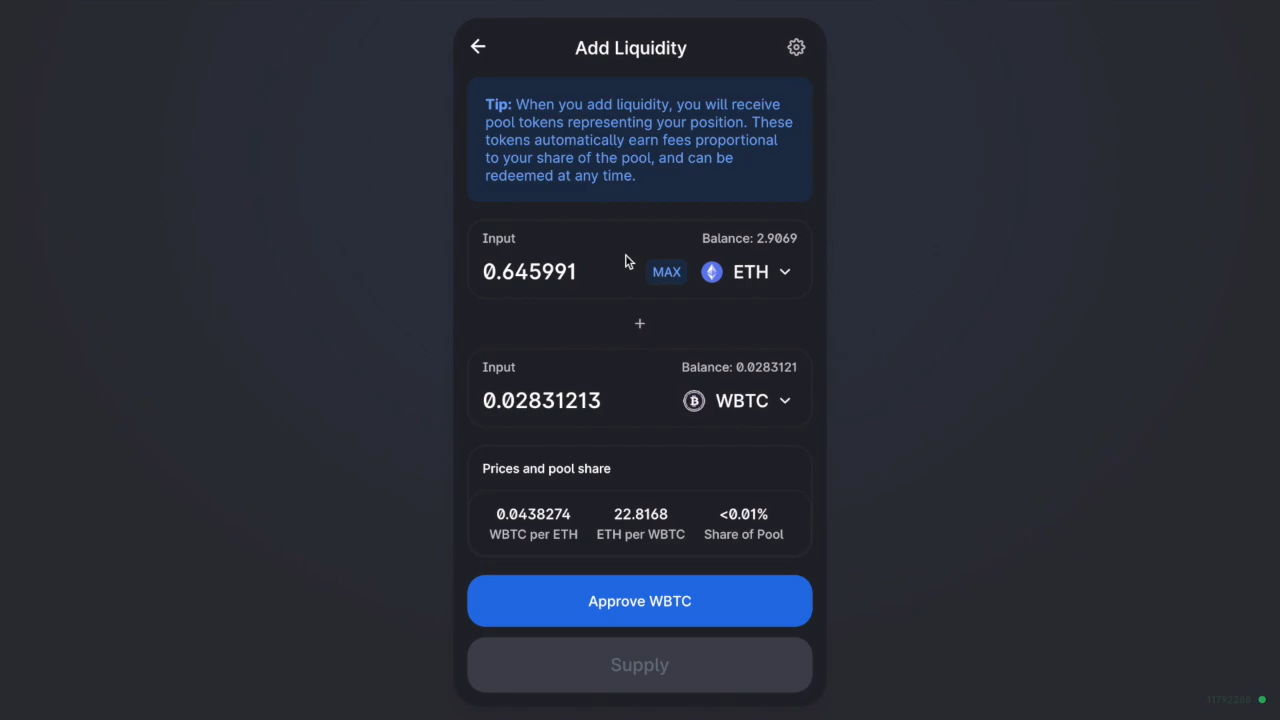 Add Liquidity
Tip: When you add liquidity, you will receive
pool tokens representing your position. These
tokens automatically earn fees proportional
to your share of the pool, and can be
redeemed at any time.
Input
Balance: 2.9069
0.645991
MAX
ETH
+
Input
Balance: 0.0283121
0.02831213
WBTC
Prices and pool share
0.0438274
22.8168
<0.01%
WBTC per ETH
ETH per WBTC
Share of Pool
Approve WBTC
Supply